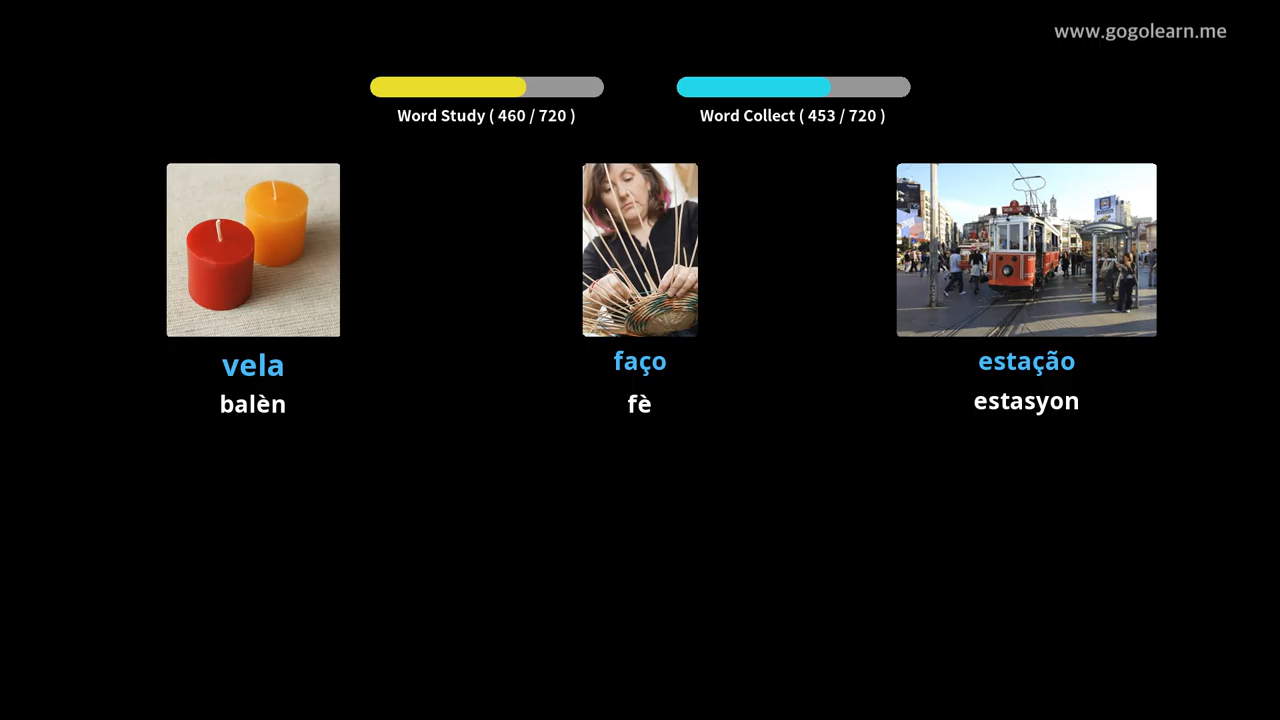 www.gogolearn.me
Word Study ( 460 / 720 )
Word Collect ( 453 / 720 )
vela
balèn
faço
fè
estação
estasyon